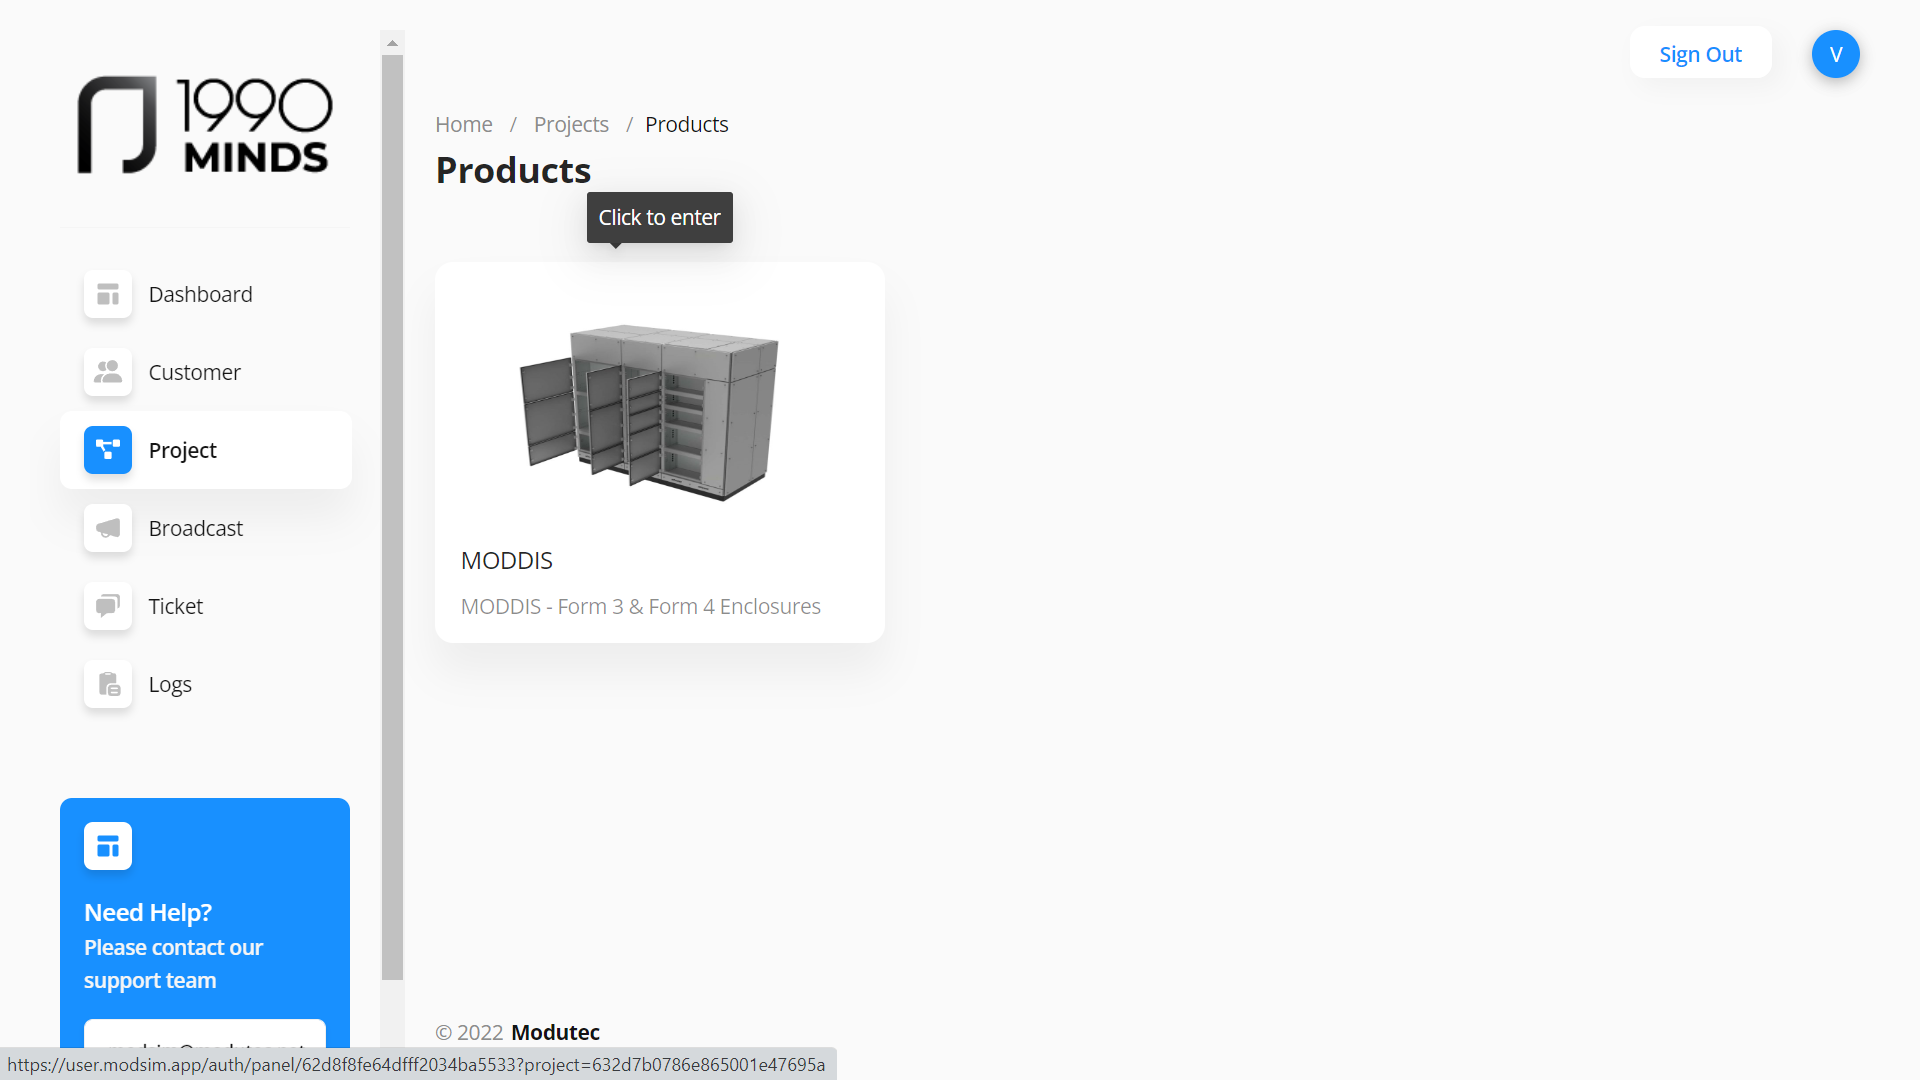 1990
MINDS
Dashboard
Customer
Project
Broadcast
Ticket
Logs
Need Help?
Please contact our
support team
Sign Out
V
Home / Projects / Products
Products
Click to enter
MODDIS
MODDIS - Form 3 & Form 4 Enclosures
© 2022 Modutec
https://user.modsim.app/auth/panel/62d8f8fe64dfff2034ba5533?project=632d7b0786e865001e47695a